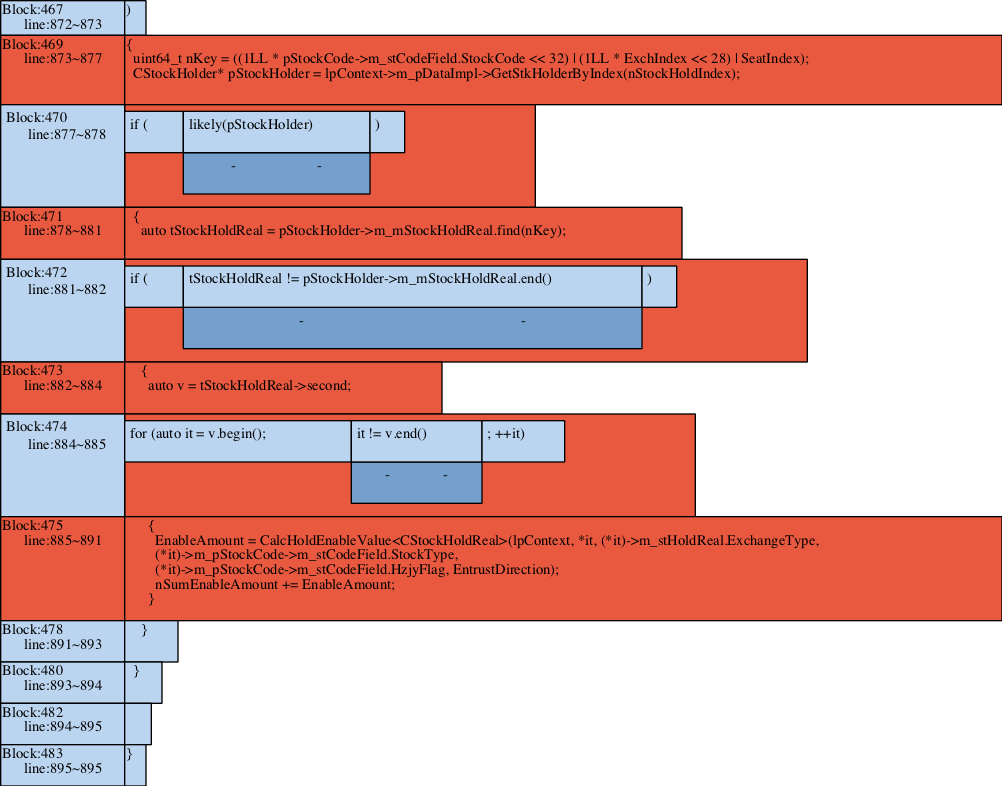 Block:467 )
line:872~873
Block:469 {
line:873~877 uint64_t nKey = ((1LL * pStockCode->m_stCodeField.StockCode << 32) | (1LL * ExchIndex << 28) | SeatIndex);
CStockHolder* pStockHolder = lpContext->m_pDataImpl->GetStkHolderByIndex(nStockHoldIndex);
Block:470 if ( likely(pStockHolder) )
line:877~878
- -
Block:471 {
line:878~881 auto tStockHoldReal = pStockHolder->m_mStockHoldReal.find(nKey);
Block:472 if ( tStockHoldReal != pStockHolder->m_mStockHoldReal.end() )
line:881~882
- -
Block:473 {
line:882~884 auto v = tStockHoldReal->second;
Block:474 for (auto it = v.begin(); it != v.end() ; ++it)
line:884~885
- -
Block:475 {
line:885~891 EnableAmount = CalcHoldEnableValue<CStockHoldReal>(lpContext, *it, (*it)->m_stHoldReal.ExchangeType,
(*it)->m_pStockCode->m_stCodeField.StockType,
(*it)->m_pStockCode->m_stCodeField.HzjyFlag, EntrustDirection);
nSumEnableAmount += EnableAmount;
}
Block:478 }
line:891~893
Block:480 }
line:893~894
Block:482
line:894~895
Block:483 }
line:895~895